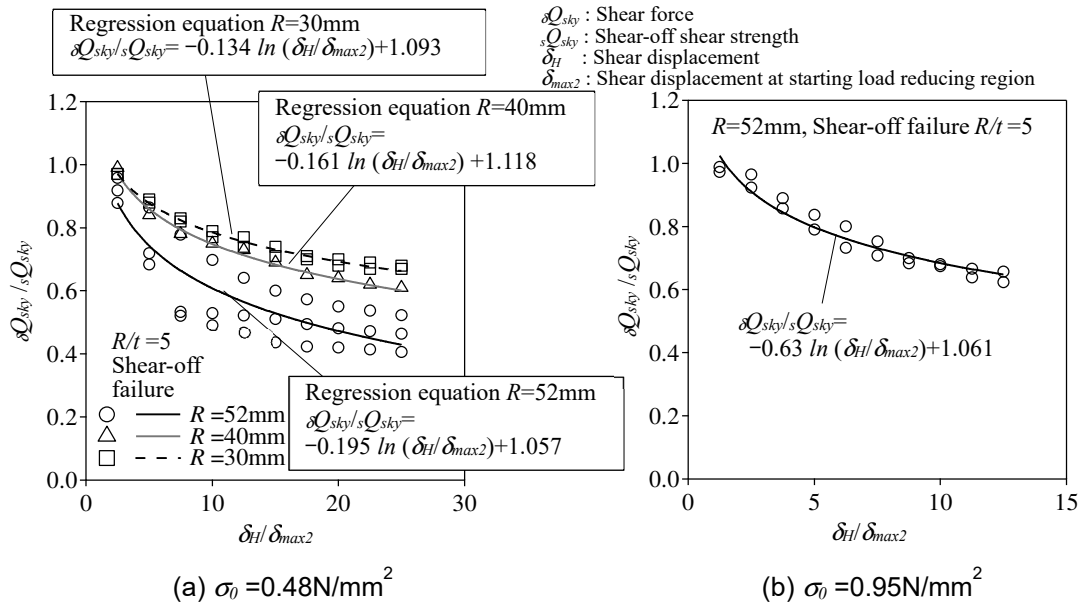 Regression equation R=30mm
δQsky/sQsky= −0.134 ln (δH/δmax2)+1.093
δQsky : Shear force
sQsky : Shear-off shear strength
δH : Shear displacement
δmax2 : Shear displacement at starting load reducing region
1.2
1.0
0.8
0.6
0.4
0.2
0.0
δQsky/sQsky
Regression equation R=40mm
δQsky/sQsky=
−0.161 ln (δH/δmax2) +1.118
R/t =5
Shear-off
failure
R =52mm
R =40mm
R =30mm
Regression equation R=52mm
δQsky/sQsky=
−0.195 ln (δH/δmax2)+1.057
0 10 20 30
δH/δmax2
(a) σ0 =0.48N/mm²
1.2
1.0
0.8
0.6
0.4
0.2
0.0
δQsky/sQsky
R=52mm, Shear-off failure R/t =5
δQsky/sQsky=
−0.63 ln (δH/δmax2)+1.061
0 5 10 15
δH/δmax2
(b) σ0 =0.95N/mm²